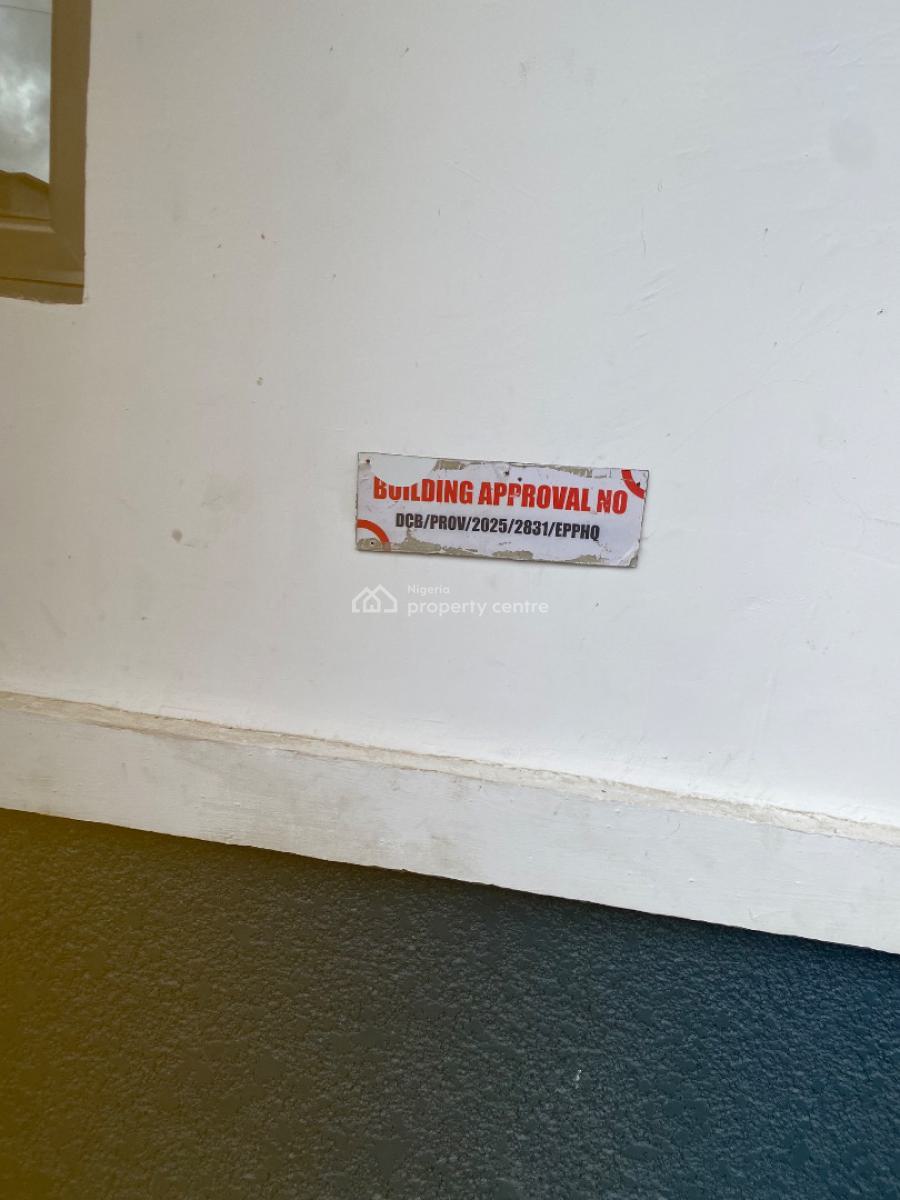 BUILDING APPROVAL NO
DCB/PROV/2025/2831/EPPHQ
Nigeria
property centre